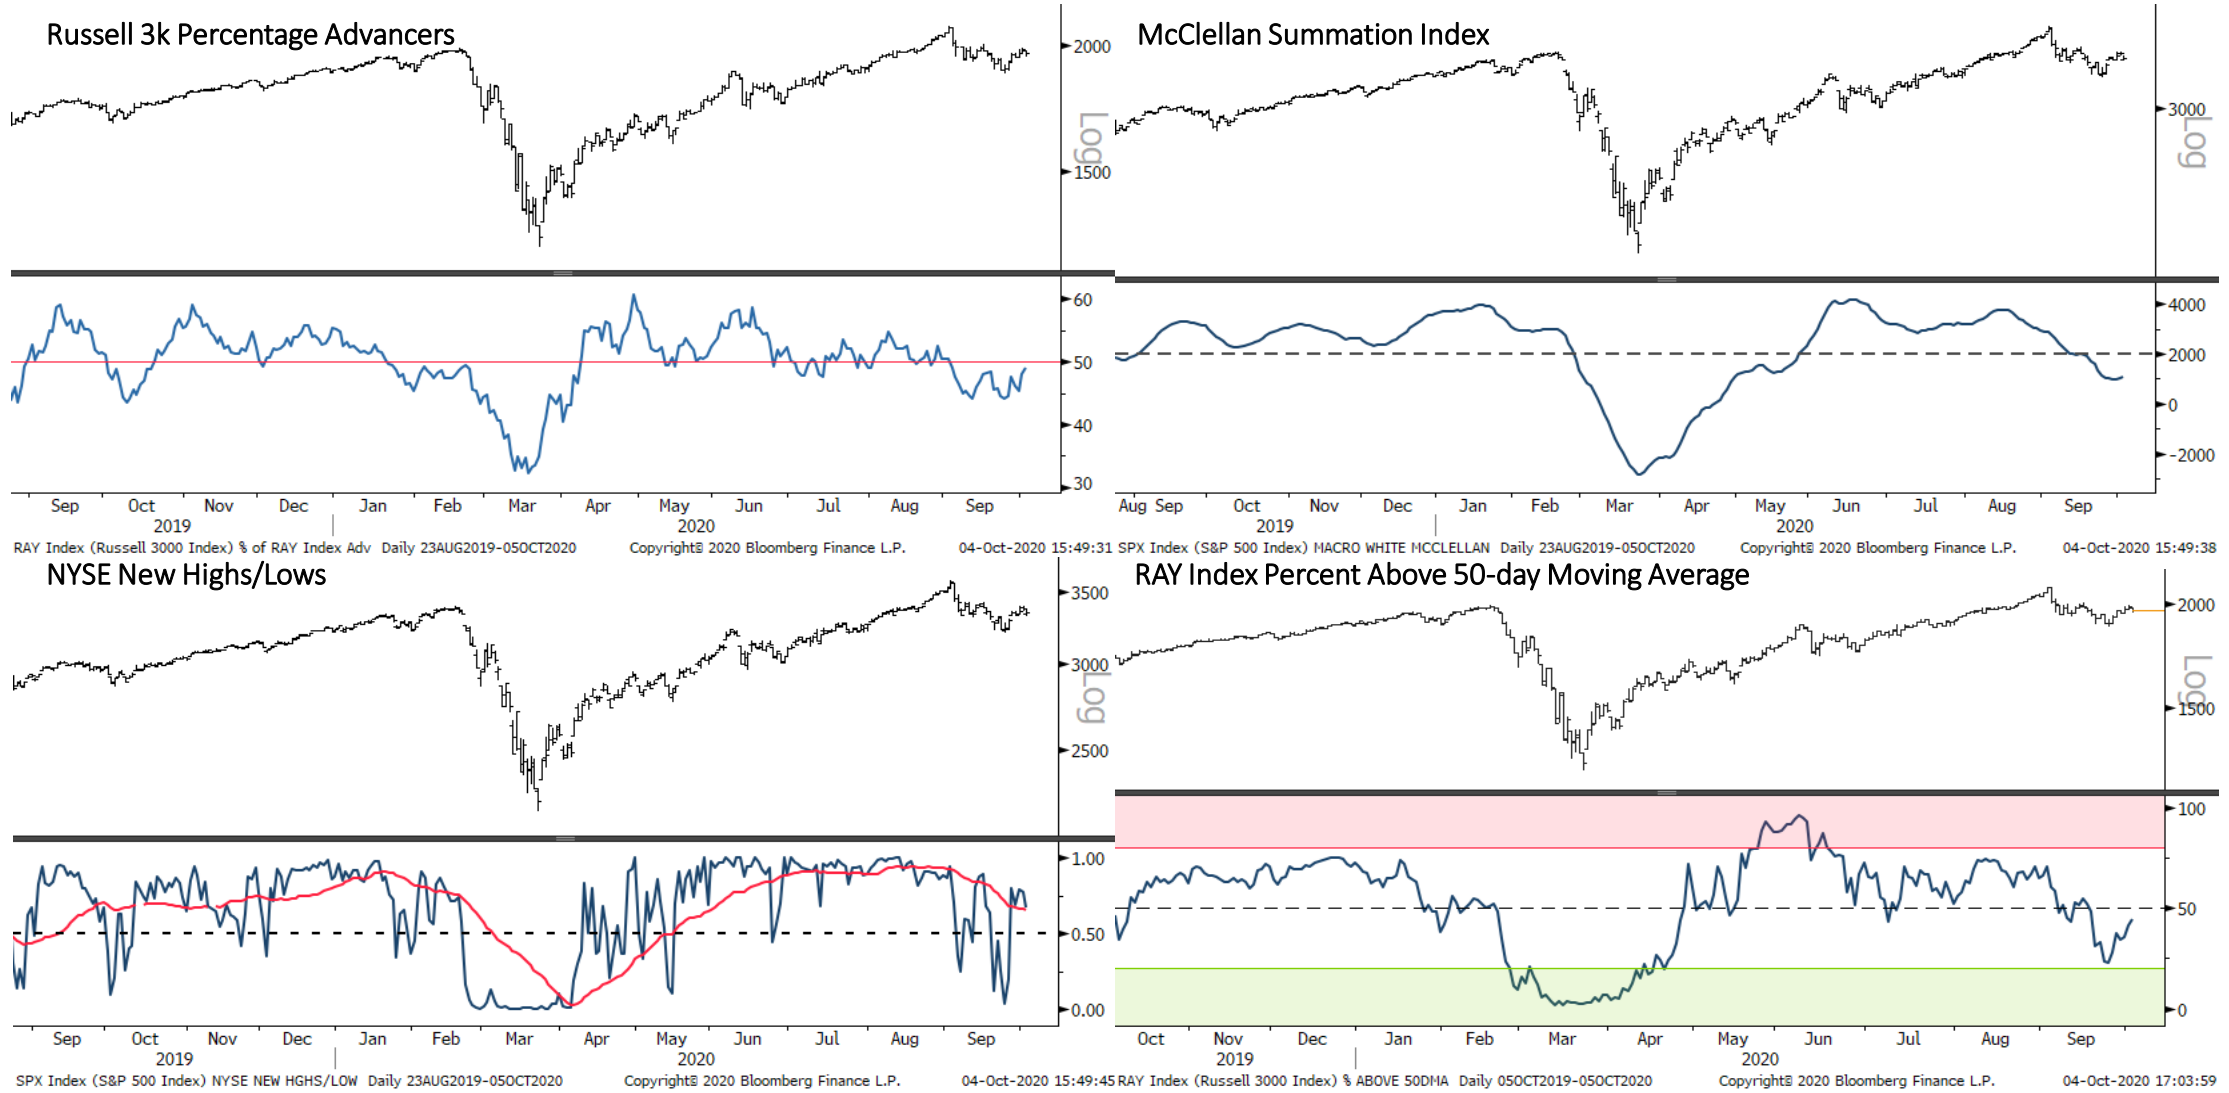 Russell 3k Percentage Advancers
2000
Log
1500
60
50
40
30
Sep Oct Nov Dec Jan Feb Mar Apr May Jun Jul Aug Sep
2019 2020
RAY Index (Russell 3000 Index) % of RAY Index Adv Daily 23AUG2019-05OCT2020 Copyright© 2020 Bloomberg Finance L.P. 04-Oct-2020 15:49:31
McClellan Summation Index
3000
Log
4000
2000
0
-2000
Aug Sep Oct Nov Dec Jan Feb Mar Apr May Jun Jul Aug Sep
2019 2020
SPX Index (S&P 500 Index) MACRO WHITE MCCLELLAN Daily 23AUG2019-05OCT2020 Copyright© 2020 Bloomberg Finance L.P. 04-Oct-2020 15:49:38
NYSE New Highs/Lows
3500
3000
Log
2500
1.00
0.50
0.00
Sep Oct Nov Dec Jan Feb Mar Apr May Jun Jul Aug Sep
2019 2020
SPX Index (S&P 500 Index) NYSE NEW HGHS/LOW Daily 23AUG2019-05OCT2020 Copyright© 2020 Bloomberg Finance L.P. 04-Oct-2020 15:49:45
RAY Index Percent Above 50-day Moving Average
2000
Log
1500
100
50
0
Oct Nov Dec Jan Feb Mar Apr May Jun Jul Aug Sep
2019 2020
RAY Index (Russell 3000 Index) % ABOVE 50DMA Daily 05OCT2019-05OCT2020 Copyright© 2020 Bloomberg Finance L.P. 04-Oct-2020 17:03:59